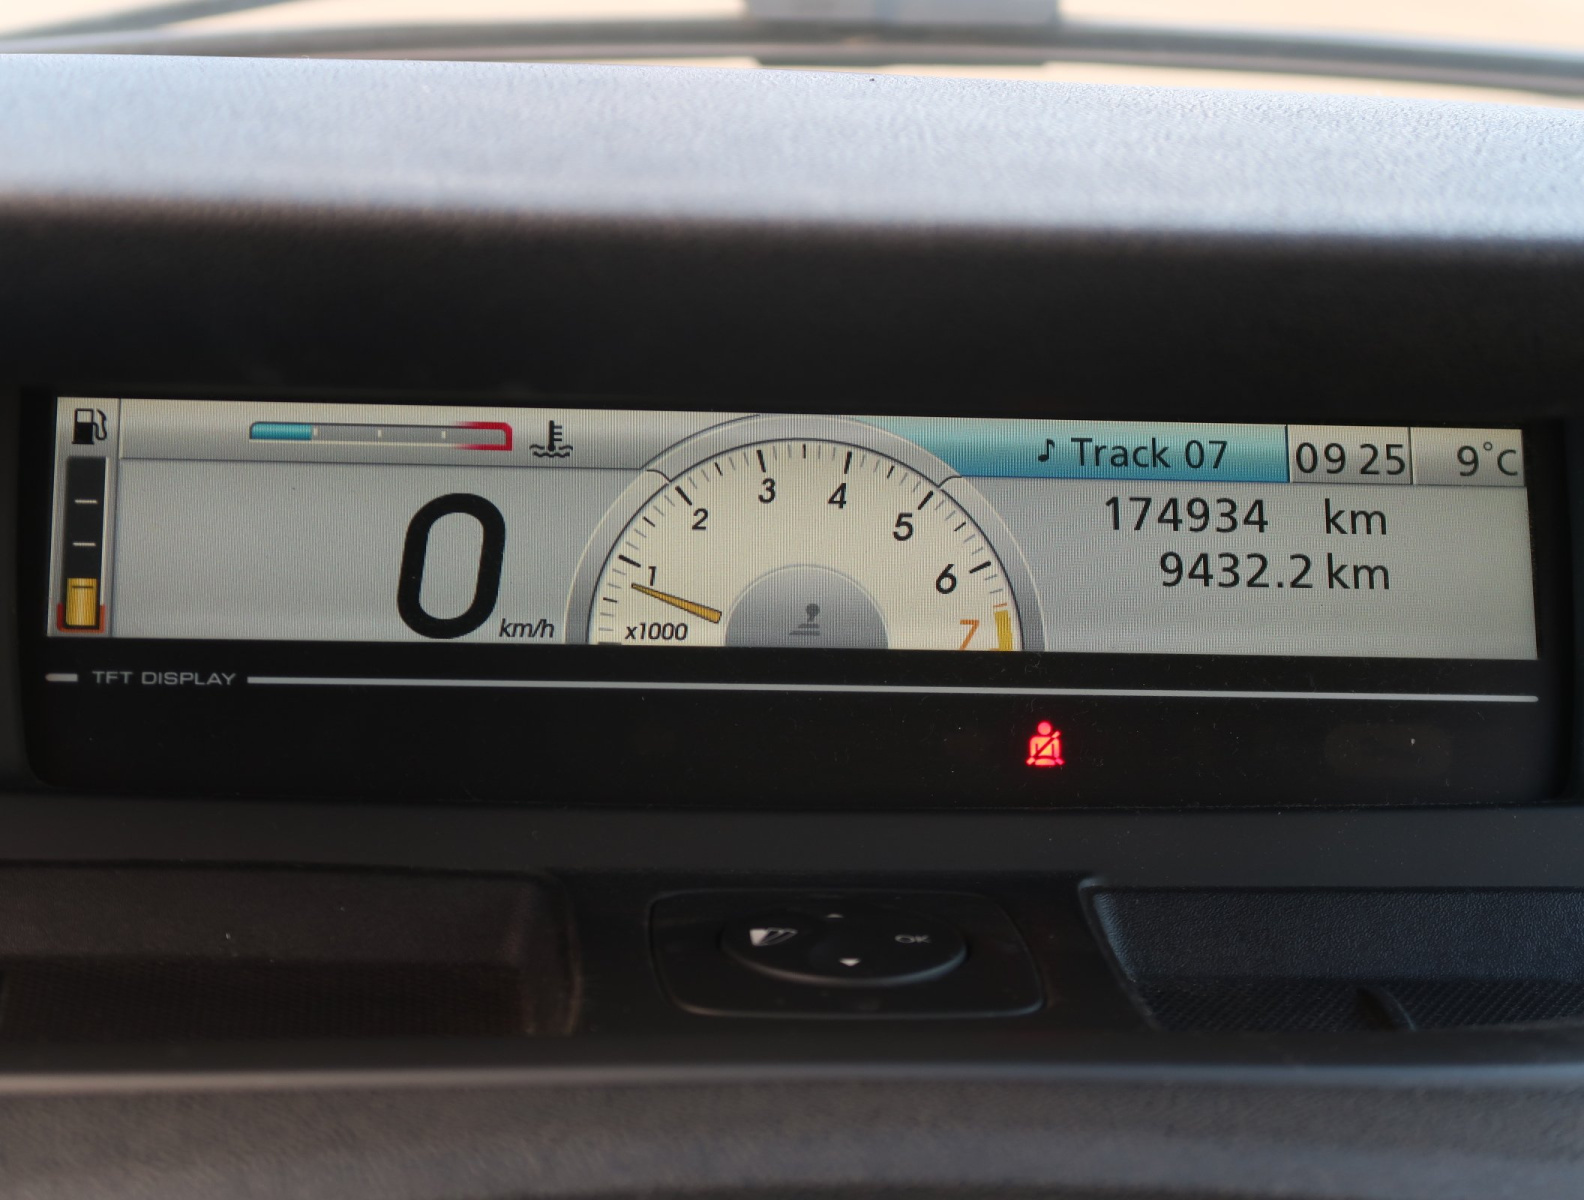 Track 07 09 25 9°C
174934 km
9432.2 km
0 km/h
1 2 3 4 5 6 7
x1000
TFT DISPLAY
OK